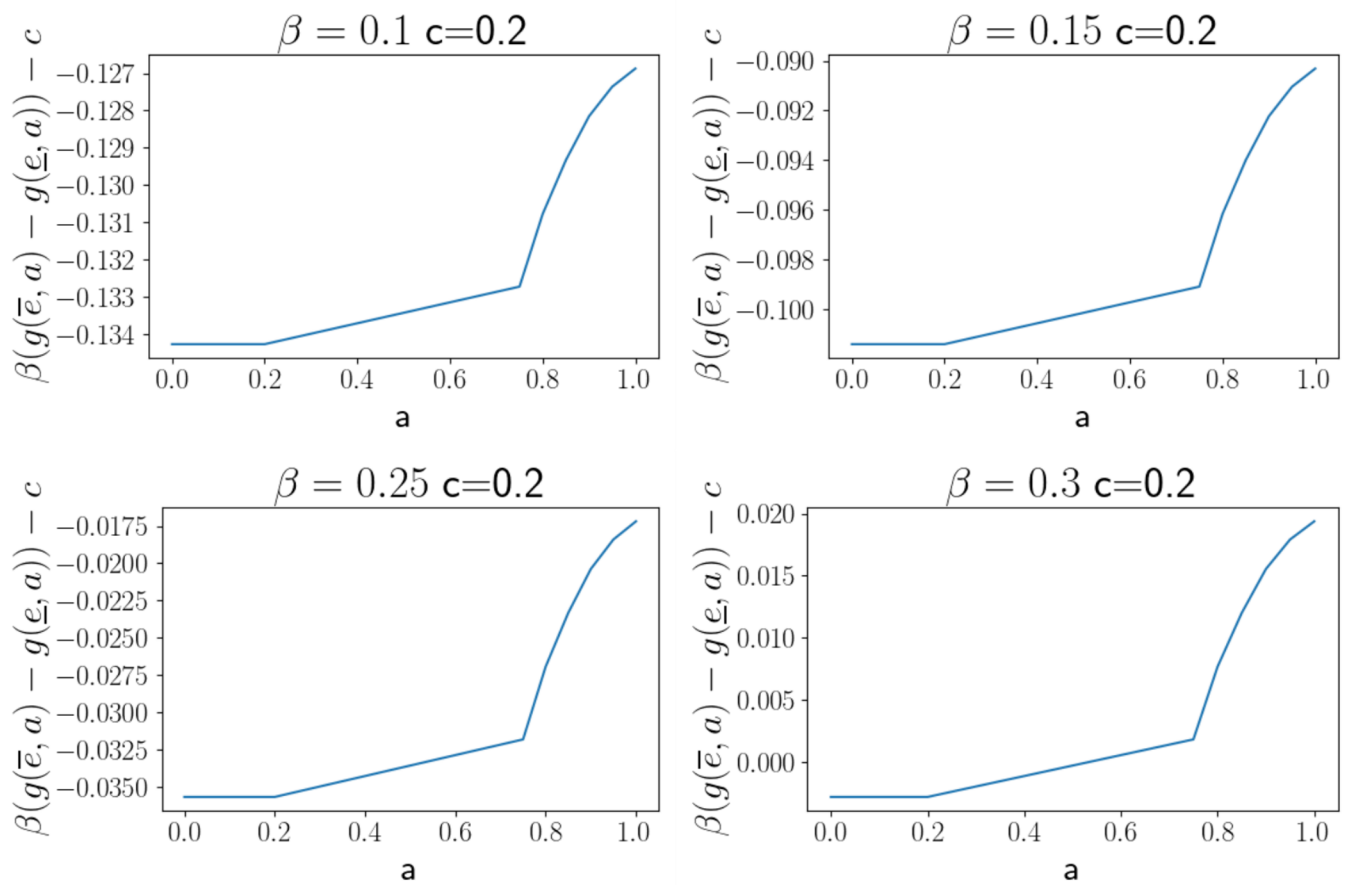 β = 0.1 c=0.2
β(g(e̅, a) − g(e̲, a)) − c
−0.127
−0.128
−0.129
−0.130
−0.131
−0.132
−0.133
−0.134
0.0 0.2 0.4 0.6 0.8 1.0
a
β = 0.15 c=0.2
β(g(e̅, a) − g(e̲, a)) − c
−0.090
−0.092
−0.094
−0.096
−0.098
−0.100
0.0 0.2 0.4 0.6 0.8 1.0
a
β = 0.25 c=0.2
β(g(e̅, a) − g(e̲, a)) − c
−0.0175
−0.0200
−0.0225
−0.0250
−0.0275
−0.0300
−0.0325
−0.0350
0.0 0.2 0.4 0.6 0.8 1.0
a
β = 0.3 c=0.2
β(g(e̅, a) − g(e̲, a)) − c
0.020
0.015
0.010
0.005
0.000
0.0 0.2 0.4 0.6 0.8 1.0
a